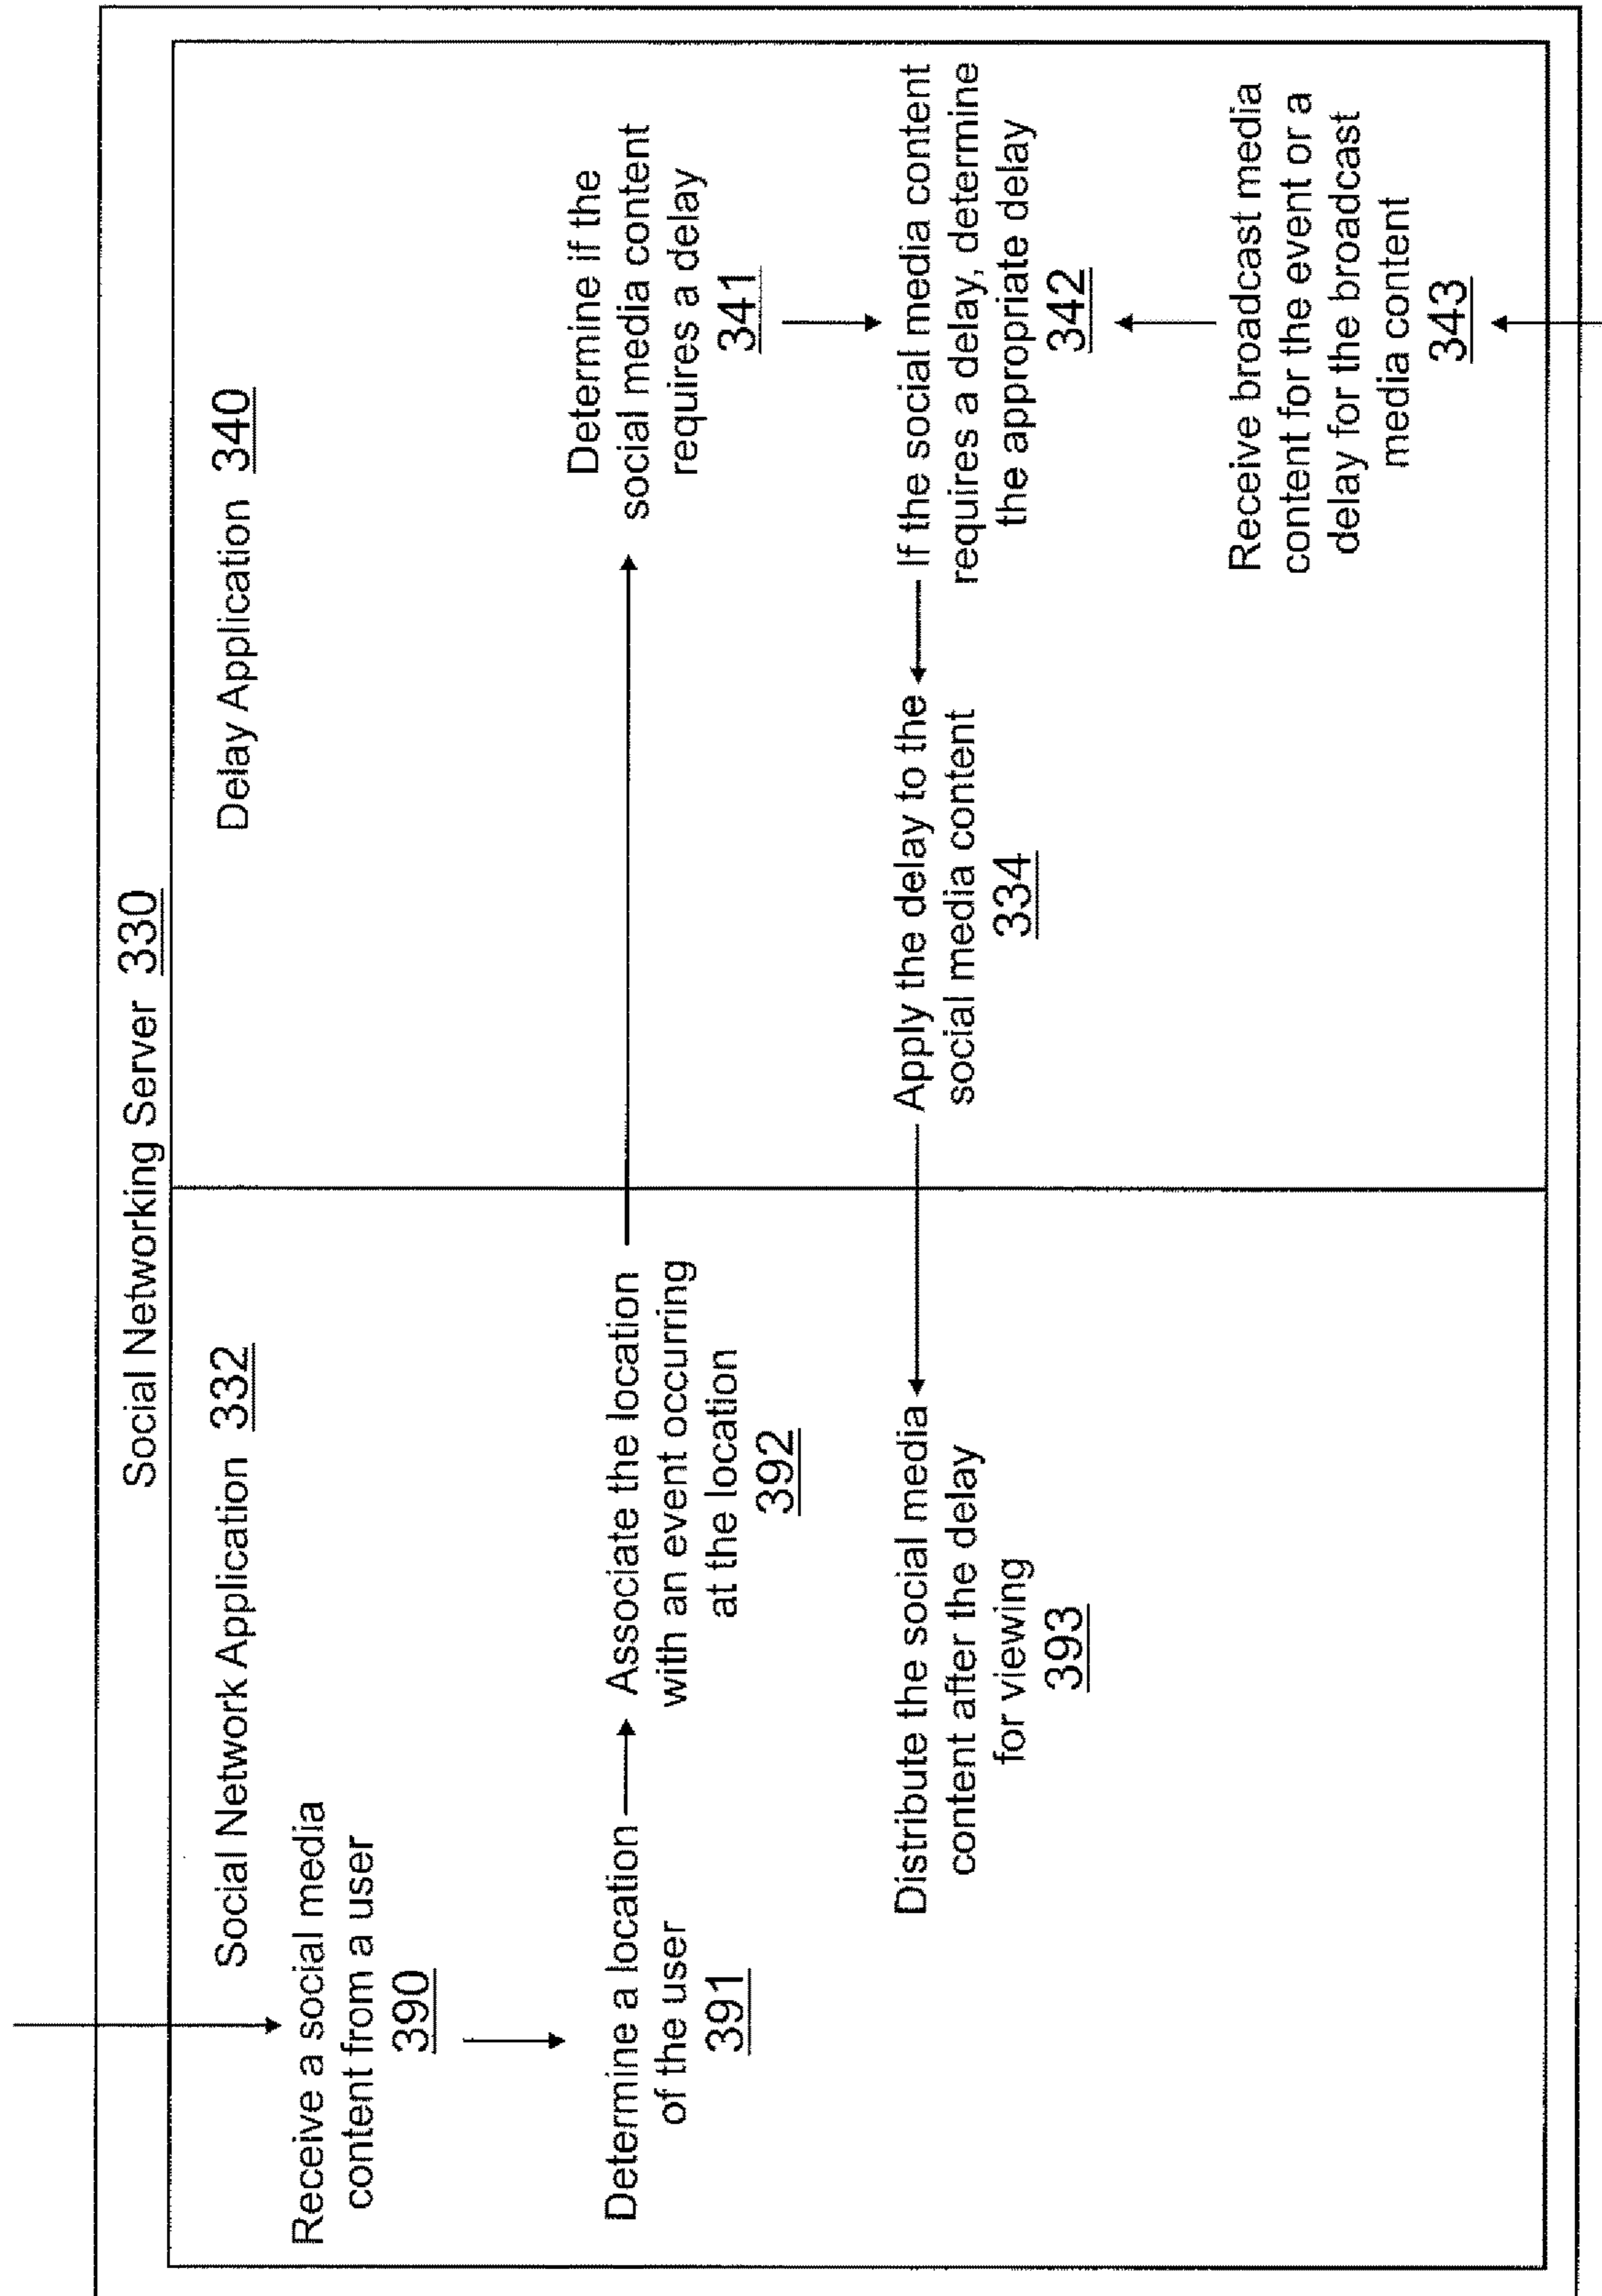 Social Networking Server 330
Social Network Application 332
Receive a social media
content from a user
390
Determine a location
of the user
391
Associate the location
with an event occurring
at the location
392
Distribute the social media
content after the delay
for viewing
393
Delay Application 340
Determine if the
social media content
requires a delay
341
If the social media content
requires a delay, determine
the appropriate delay
342
Apply the delay to the
social media content
334
Receive broadcast media
content for the event or a
delay for the broadcast
media content
343